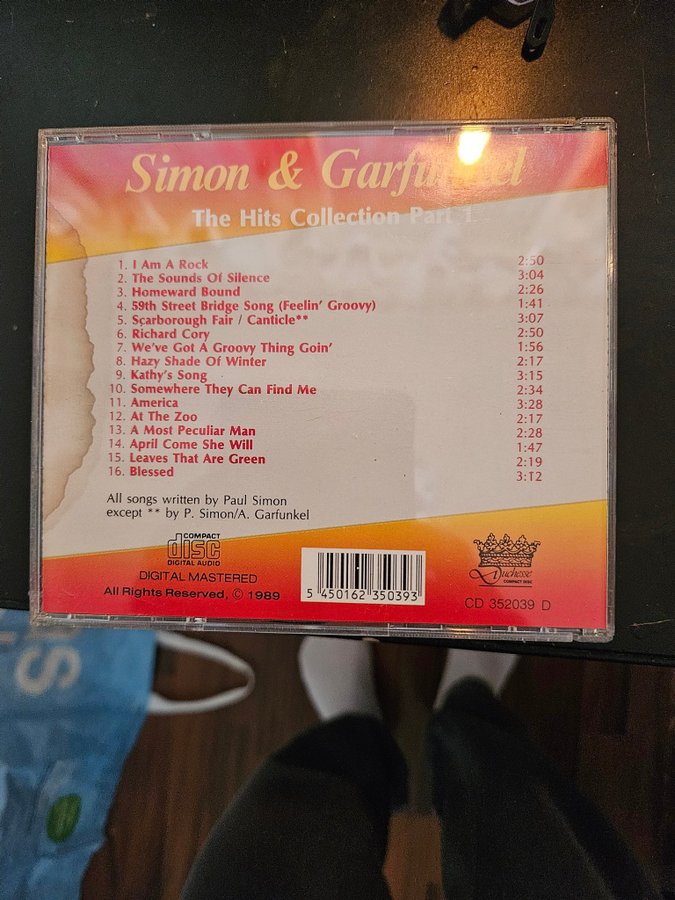 Simon & Garfunkel
The Hits Collection Part 1
1. I Am A Rock 2:50
2. The Sounds Of Silence 3:04
3. Homeward Bound 2:26
4. 59th Street Bridge Song (Feelin' Groovy) 1:41
5. Scarborough Fair / Canticle** 3:07
6. Richard Cory 2:50
7. We've Got A Groovy Thing Goin' 1:56
8. Hazy Shade Of Winter 2:17
9. Kathy's Song 3:15
10. Somewhere They Can Find Me 2:34
11. America 3:28
12. At The Zoo 2:17
13. A Most Peculiar Man 2:28
14. April Come She Will 1:47
15. Leaves That Are Green 2:19
16. Blessed 3:12
All songs written by Paul Simon
except ** by P. Simon/A. Garfunkel
COMPACT
disc
DIGITAL AUDIO
DIGITAL MASTERED
All Rights Reserved, © 1989
5 450162 350393
Duchesse
COMPACT DISC
CD 352039 D